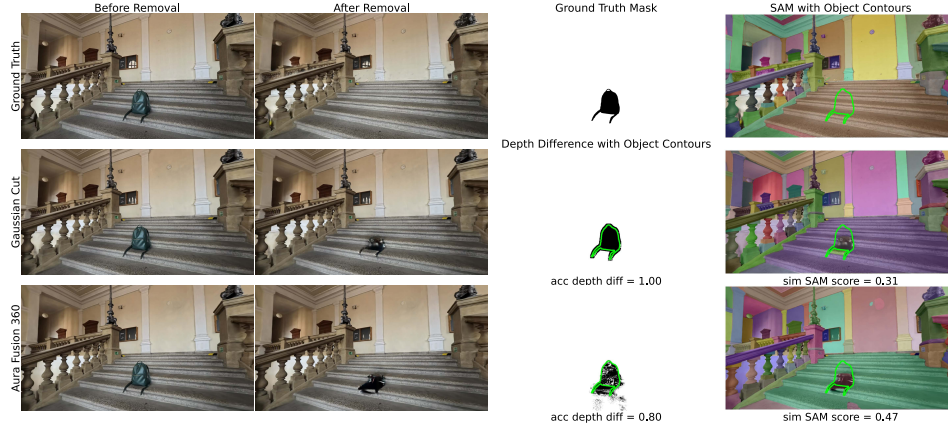 Before Removal
After Removal
Ground Truth Mask
SAM with Object Contours
Ground Truth
Depth Difference with Object Contours
Gaussian Cut
acc depth diff = 1.00
sim SAM score = 0.31
Aura Fusion 360
acc depth diff = 0.80
sim SAM score = 0.47